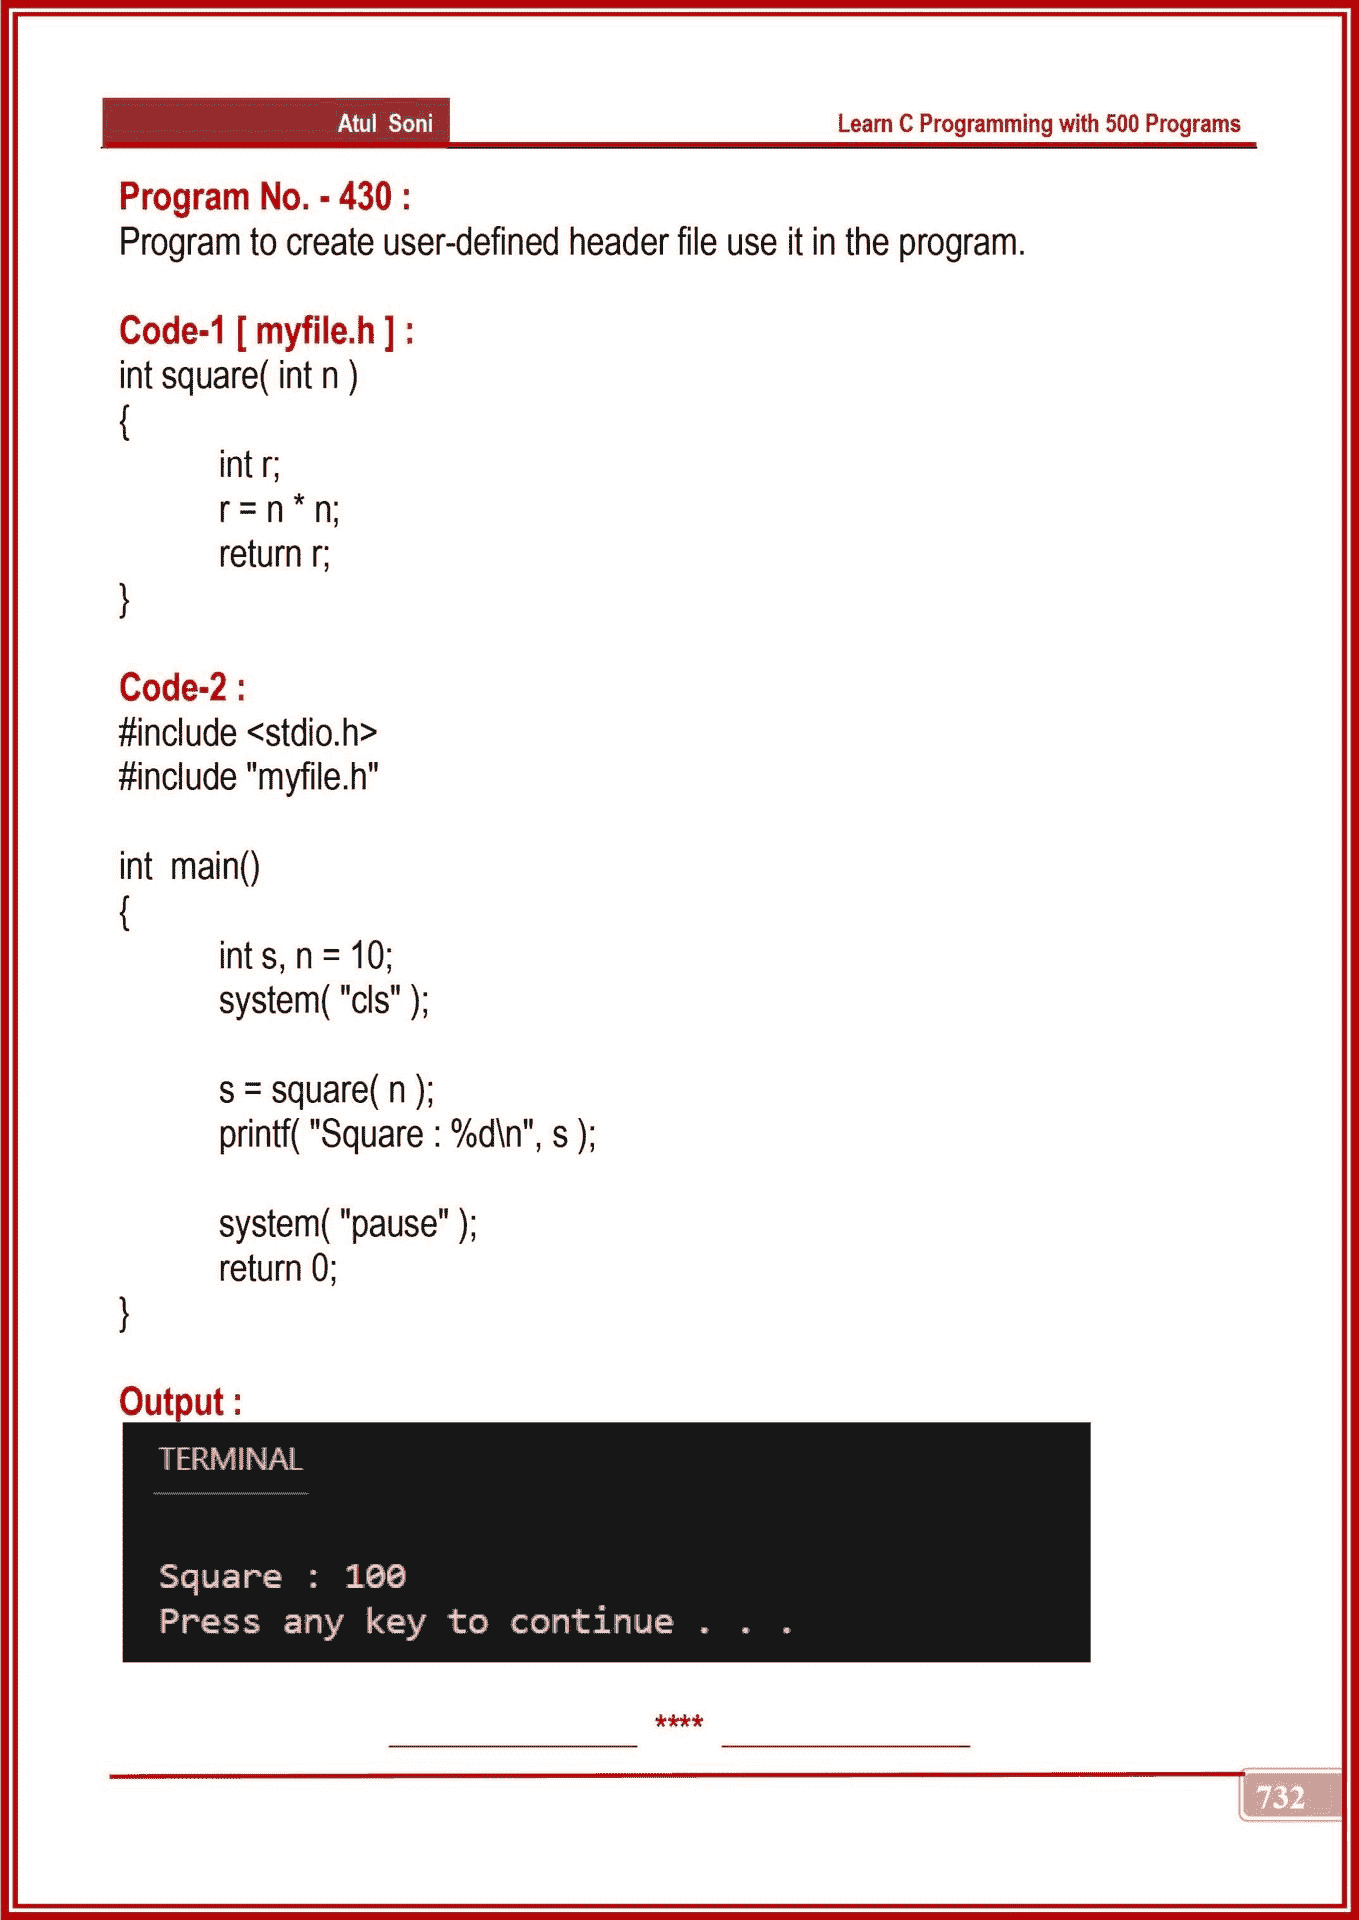 Atul  Soni
Learn C Programming with 500 Programs
Program No. - 430 :
Program to create user-defined header file use it in the program.
Code-1 [ myfile.h ] :
int square( int n )
{
int r;
r = n * n;
return r;
}
Code-2 :
#include <stdio.h>
#include "myfile.h"
int  main()
{
int s, n = 10;
system( "cls" );
s = square( n );
printf( "Square : %d\n", s );
system( "pause" );
return 0;
}
Output :
TERMINAL
Square : 100
Press any key to continue . . .
****
732